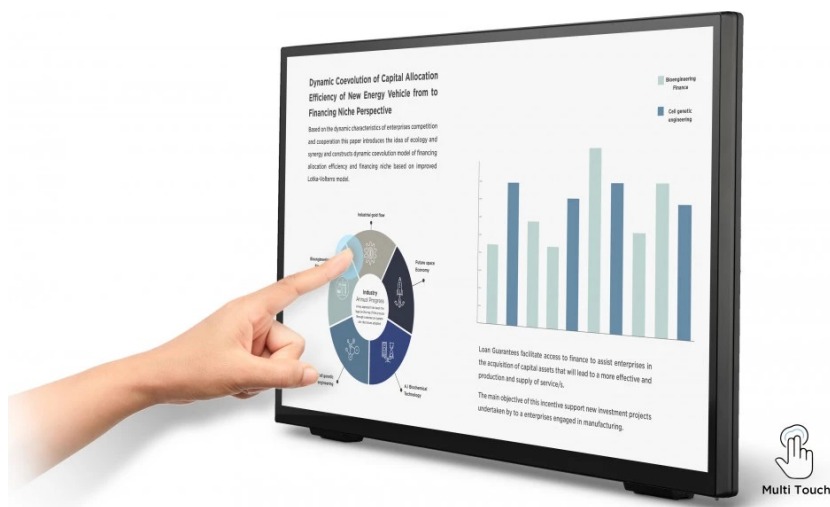 Dynamic Coevolution of Capital Allocation
Efficiency of New Energy Vehicle from to
Financing Niche Perspective
Based on the dynamic characteristics of enterprises competition
and cooperation this paper introduces the idea of ecology and
synergy and constructs dynamic coevolution model of financing
allocation efficiency and financing niche based on improved
Lotka-Volterra model.
Industrial gost flow
Future space
Economy
Industry
Annual Progress
A.I Biochemical
Technology
engineering
Bioengineering
Finance
Cell genetic
engineering
Loan Guarantees facilitate access to finance to assist enterprises in
the acquisition of capital assets that will lead to a more effective and
production and supply of service/s.
The main objective of this incentive support new investment projects
undertaken by to a enterprises engaged in manufacturing.
Multi Touch